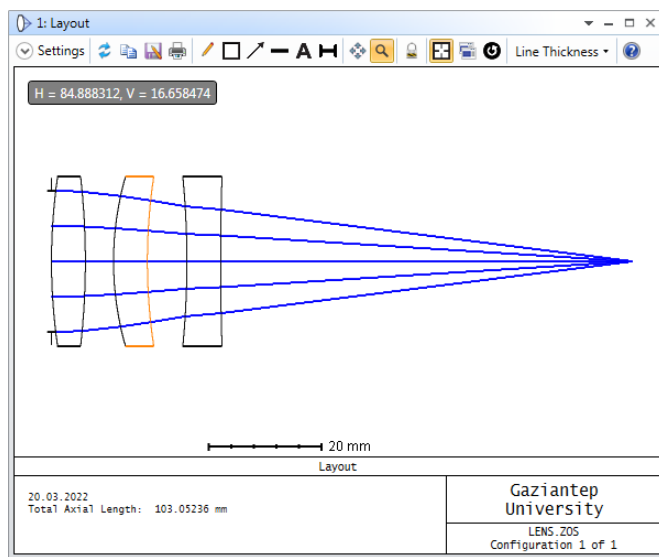 1: Layout
Settings
A
Line Thickness
H = 84.888312, V = 16.658474
20 mm
Layout
20.03.2022
Total Axial Length: 103.05236 mm
Gaziantep
University
LENS.ZOS
Configuration 1 of 1